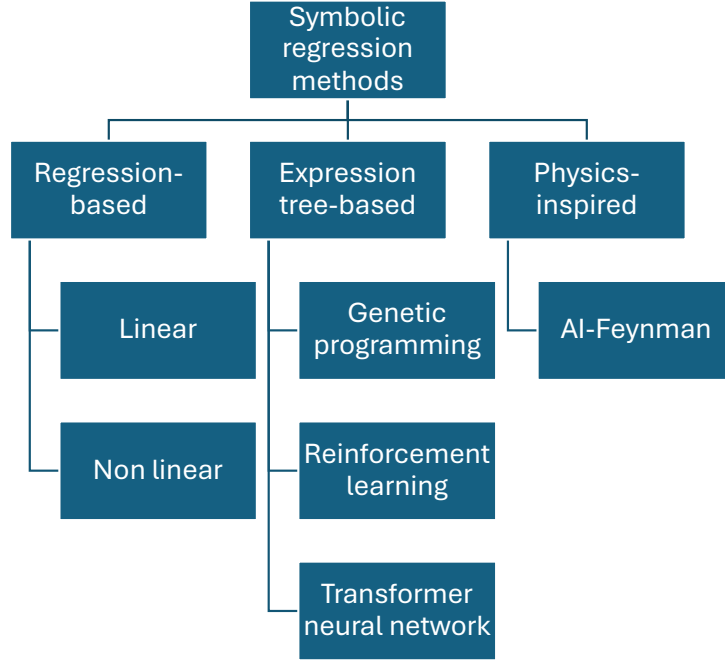 Symbolic
regression
methods
Regression-
based
Expression
tree-based
Physics-
inspired
Linear
Genetic
programming
AI-Feynman
Non linear
Reinforcement
learning
Transformer
neural network